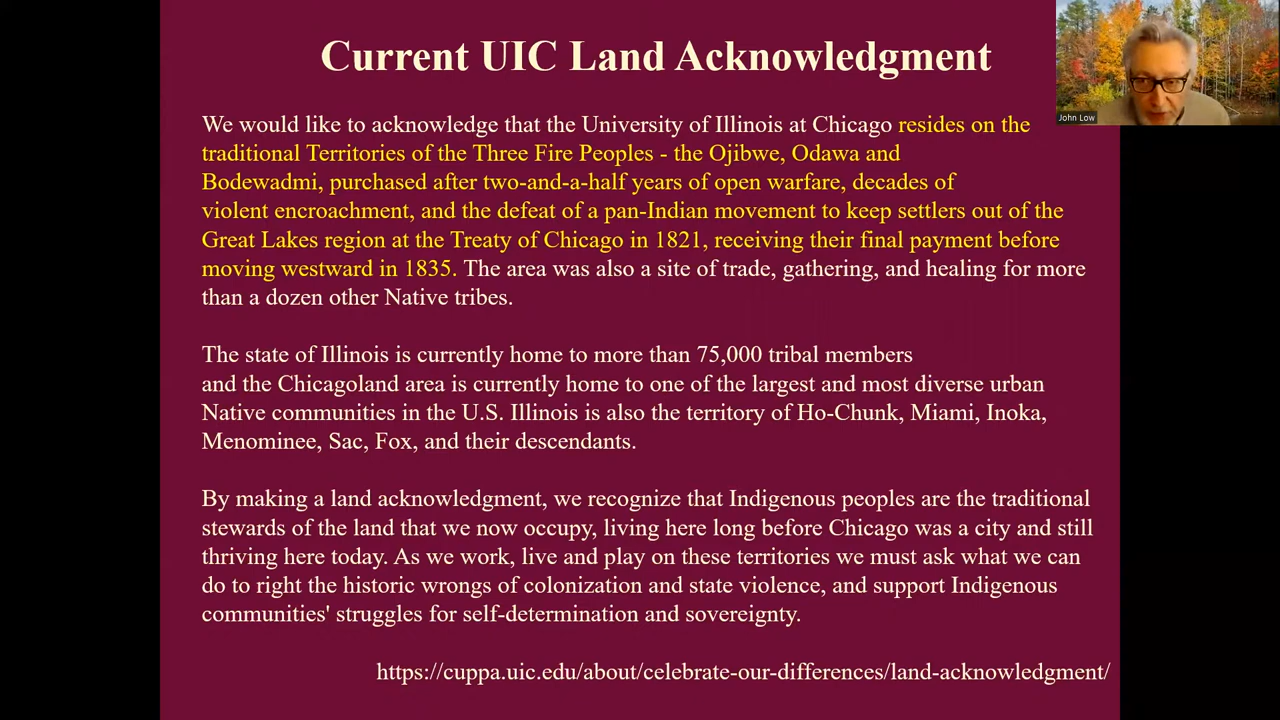 Current UIC Land Acknowledgment
John Low
We would like to acknowledge that the University of Illinois at Chicago resides on the
traditional Territories of the Three Fire Peoples - the Ojibwe, Odawa and
Bodewadmi, purchased after two-and-a-half years of open warfare, decades of
violent encroachment, and the defeat of a pan-Indian movement to keep settlers out of the
Great Lakes region at the Treaty of Chicago in 1821, receiving their final payment before
moving westward in 1835. The area was also a site of trade, gathering, and healing for more
than a dozen other Native tribes.
The state of Illinois is currently home to more than 75,000 tribal members
and the Chicagoland area is currently home to one of the largest and most diverse urban
Native communities in the U.S. Illinois is also the territory of Ho-Chunk, Miami, Inoka,
Menominee, Sac, Fox, and their descendants.
By making a land acknowledgment, we recognize that Indigenous peoples are the traditional
stewards of the land that we now occupy, living here long before Chicago was a city and still
thriving here today. As we work, live and play on these territories we must ask what we can
do to right the historic wrongs of colonization and state violence, and support Indigenous
communities' struggles for self-determination and sovereignty.
https://cuppa.uic.edu/about/celebrate-our-differences/land-acknowledgment/